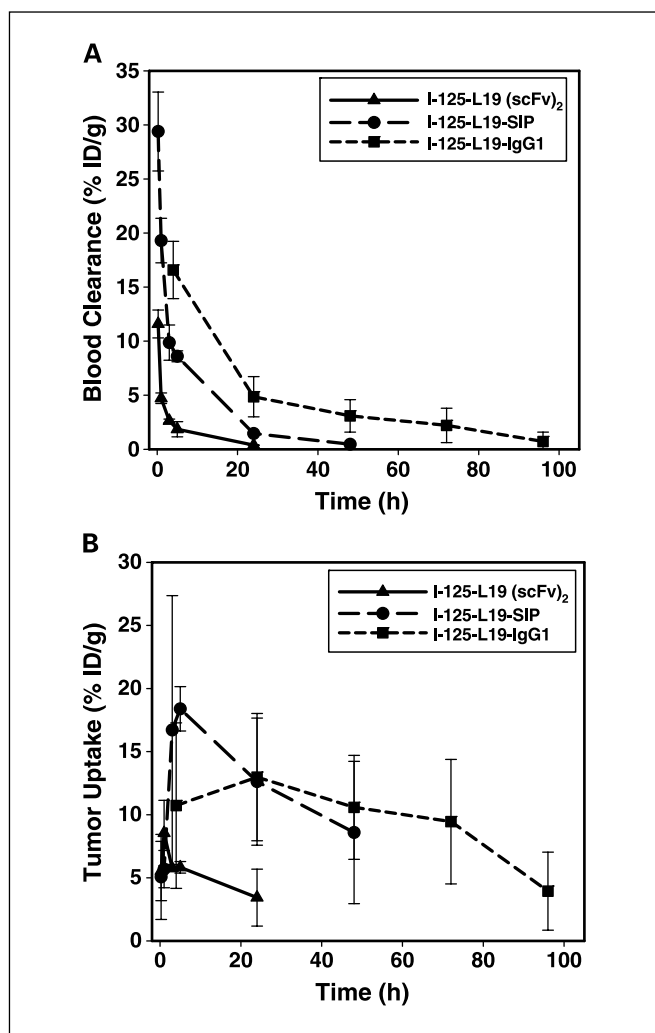 A
35
30
25
20
15
10
5
0
Blood Clearance (% ID/g)
I-125-L19 (scFv)₂
I-125-L19-SIP
I-125-L19-IgG1
0 20 40 60 80 100
Time (h)
B
30
25
20
15
10
5
0
Tumor Uptake (% ID/g)
I-125-L19 (scFv)₂
I-125-L19-SIP
I-125-L19-IgG1
0 20 40 60 80 100
Time (h)